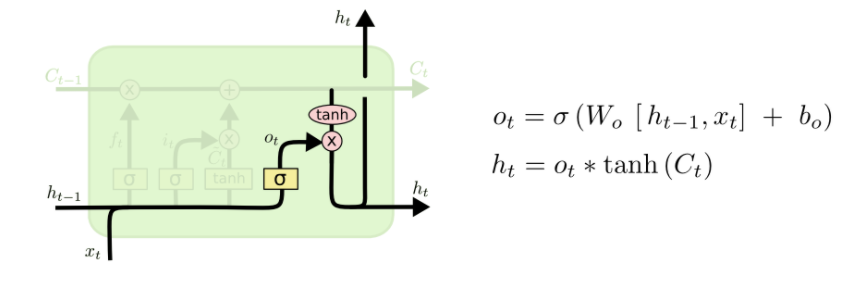 h_t
C_{t-1}
C_t
x
+
tanh
f_t
i_t
x
o_t
x
C̃_t
σ
σ
tanh
σ
h_{t-1}
h_t
x_t
o_t = σ (W_o [h_{t-1}, x_t] + b_o)
h_t = o_t * tanh (C_t)